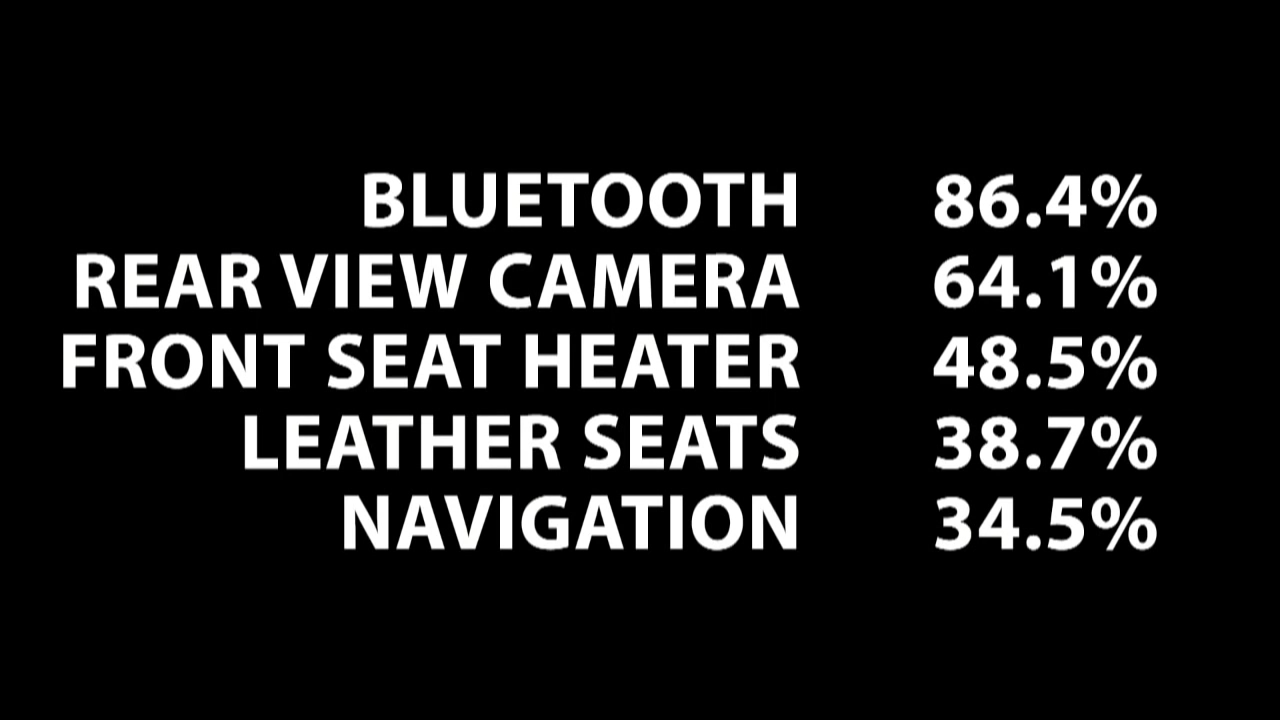 BLUETOOTH 86.4%
REAR VIEW CAMERA 64.1%
FRONT SEAT HEATER 48.5%
LEATHER SEATS 38.7%
NAVIGATION 34.5%